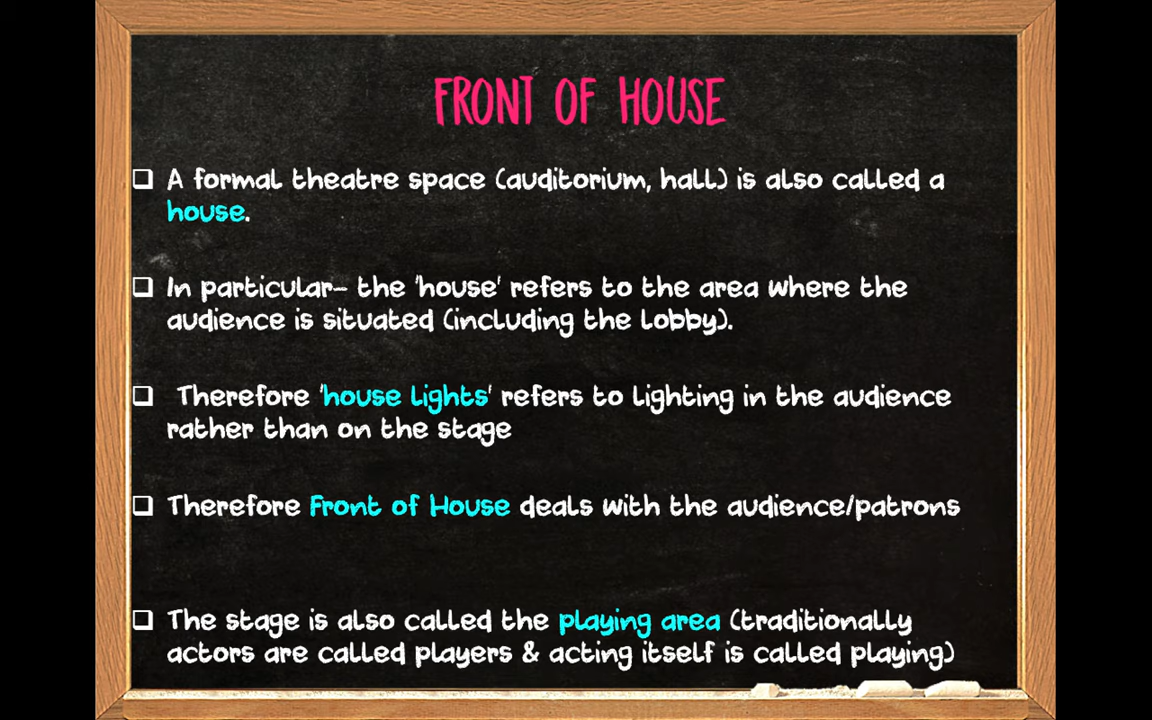 FRONT OF HOUSE
❑ A formal theatre space (auditorium, hall) is also called a
house.
❑ In particular- the 'house' refers to the area where the
audience is situated (including the lobby).
❑ Therefore 'house lights' refers to lighting in the audience
rather than on the stage
❑ Therefore Front of House deals with the audience/patrons
❑ The stage is also called the playing area (traditionally
actors are called players & acting itself is called playing)